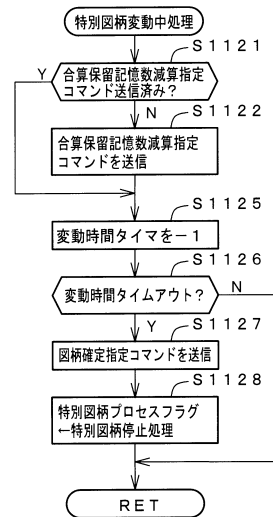 特別図柄変動中処理
S1121
Y
合算保留記憶数減算指定
コマンド送信済み?
N
S1122
合算保留記憶数減算指定
コマンドを送信
S1125
変動時間タイマを-1
S1126
変動時間タイムアウト?
N
Y
S1127
図柄確定指定コマンドを送信
S1128
特別図柄プロセスフラグ
←特別図柄停止処理
RET